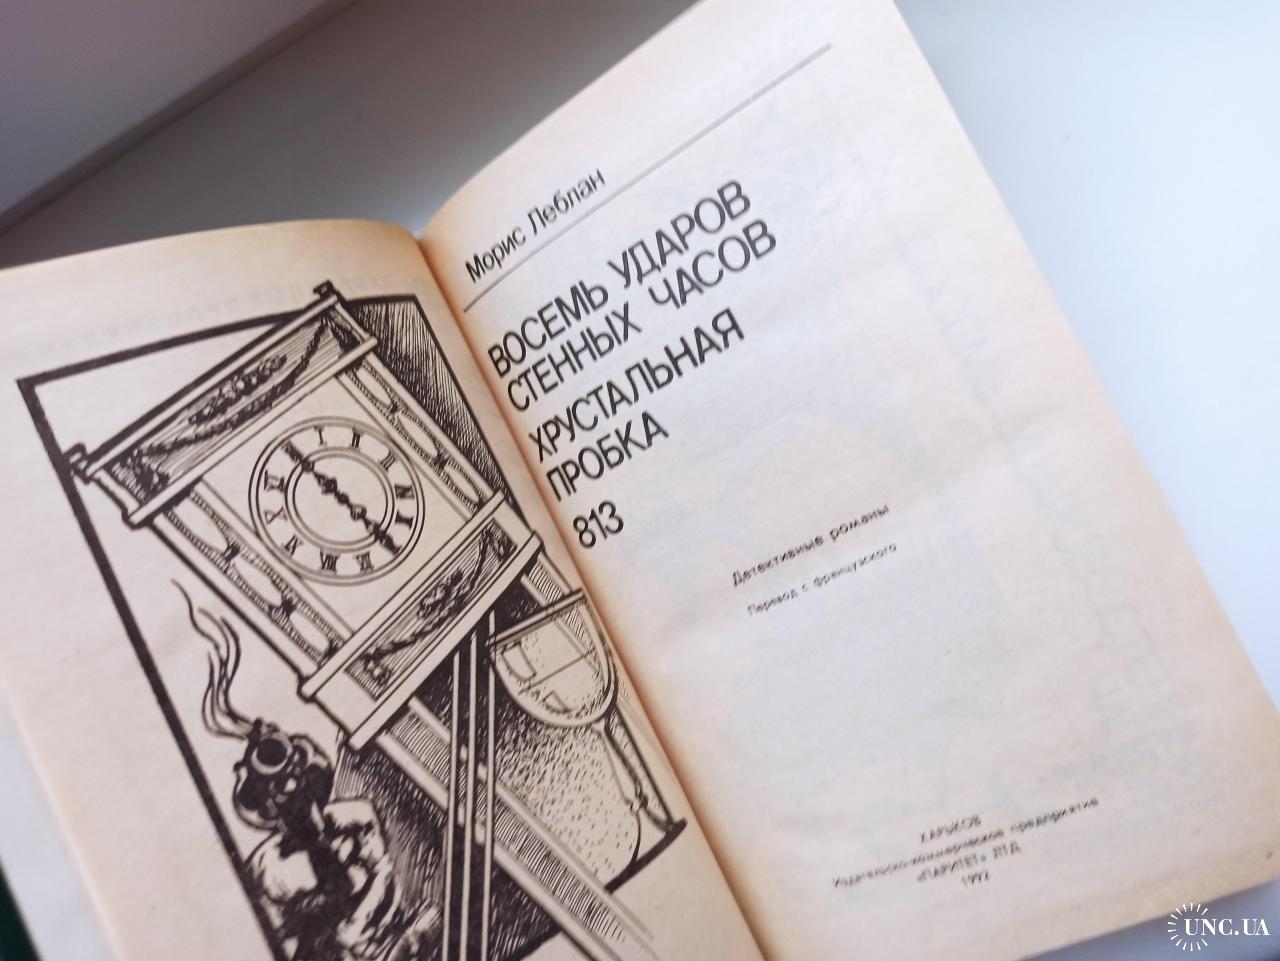 Морис Леблан
ВОСЕМЬ УДАРОВ
СТЕННЫХ ЧАСОВ
ХРУСТАЛЬНАЯ
ПРОБКА
813
Детективные романы
Перевод с французского
ХАРЬКОВ
Издательско-коммерческое предприятие
«ПАРИТЕТ» ЛТД
1992
UNC.UA